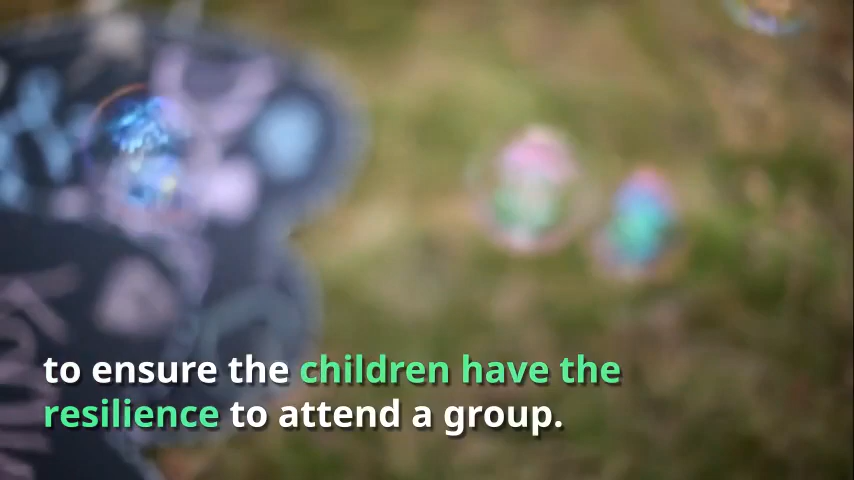 to ensure the children have the
resilience to attend a group.